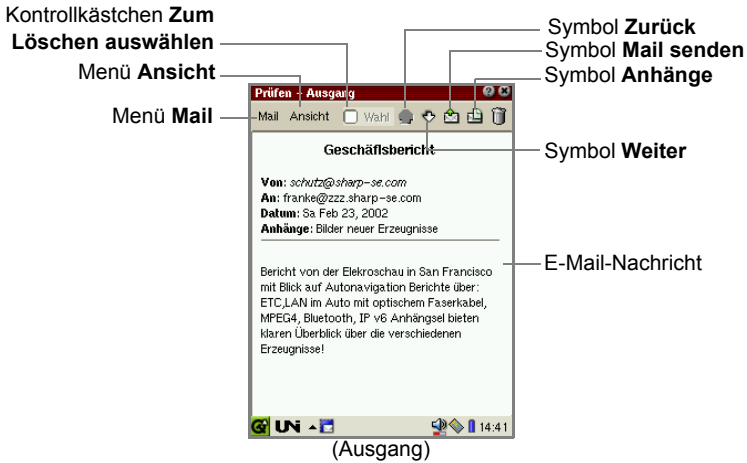 Kontrollkästchen Zum
Löschen auswählen
Menü Ansicht
Menü Mail
Symbol Zurück
Symbol Mail senden
Symbol Anhänge
Symbol Weiter
E-Mail-Nachricht
Prüfen - Ausgang
Mail Ansicht Wahl
Geschäflsbericht
Von: schutz@sharp-se.com
An: franke@zzz.sharp-se.com
Datum: Sa Feb 23, 2002
Anhänge: Bilder neuer Erzeugnisse
Bericht von der Elekroschau in San Francisco
mit Blick auf Autonavigation Berichte über:
ETC,LAN im Auto mit optischem Faserkabel,
MPEG4, Bluetooth, IP v6 Anhängsel bieten
klaren Überblick über die verschiedenen
Erzeugnisse!
14:41
(Ausgang)